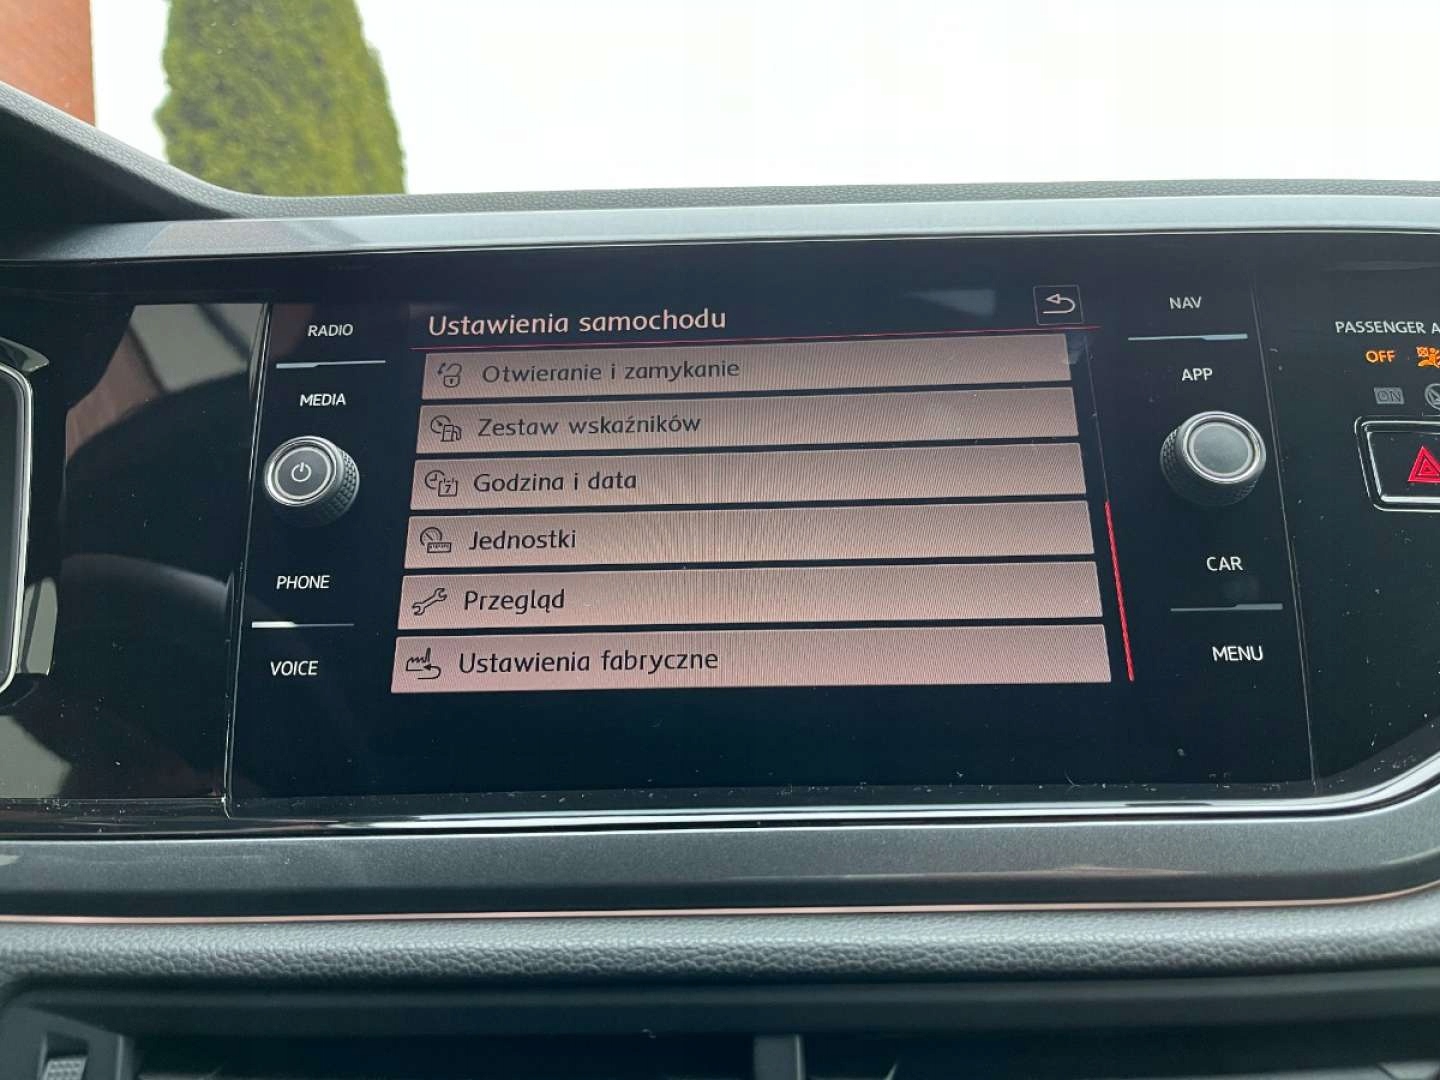 RADIO
MEDIA
PHONE
VOICE
Ustawienia samochodu
Otwieranie i zamykanie
Zestaw wskaźników
7
Godzina i data
Jednostki
Przegląd
Ustawienia fabryczne
NAV
APP
CAR
MENU
PASSENGER A
OFF
ON